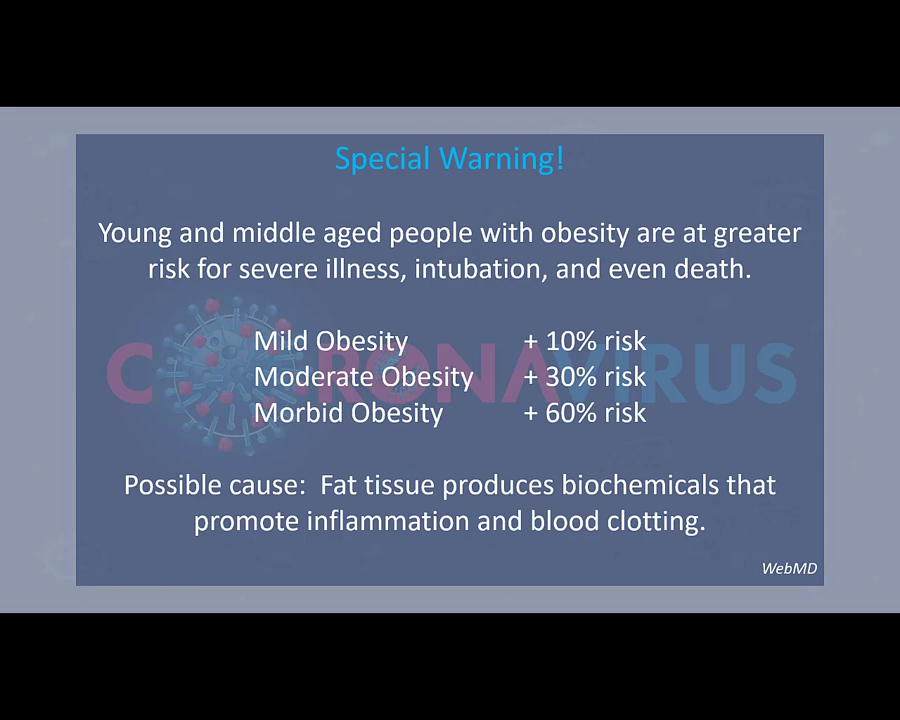 Special Warning!
Young and middle aged people with obesity are at greater
risk for severe illness, intubation, and even death.
CORONAVIRUS
Mild Obesity + 10% risk
Moderate Obesity + 30% risk
Morbid Obesity + 60% risk
Possible cause: Fat tissue produces biochemicals that
promote inflammation and blood clotting.
WebMD